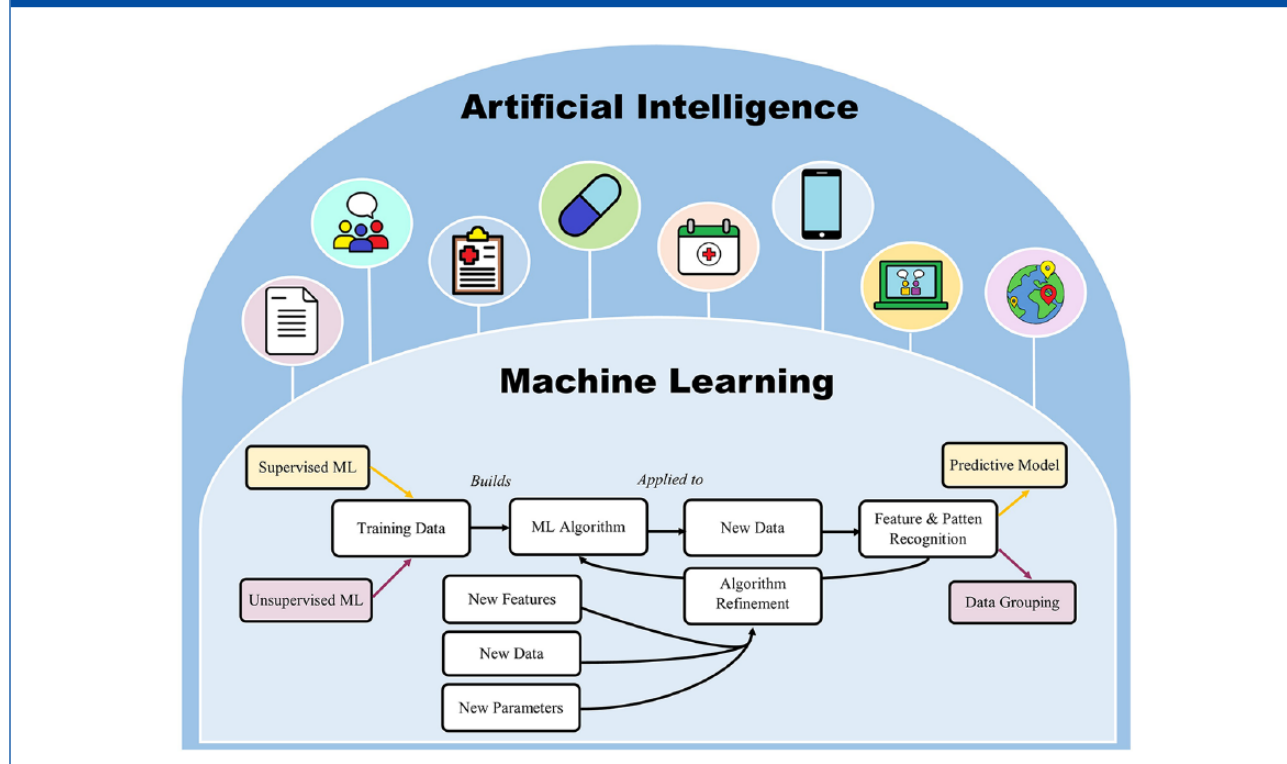 Artificial Intelligence
Machine Learning
Supervised ML
Predictive Model
Builds
Applied to
Training Data
ML Algorithm
New Data
Feature & Patten
Recognition
Unsupervised ML
New Features
Algorithm
Refinement
Data Grouping
New Data
New Parameters